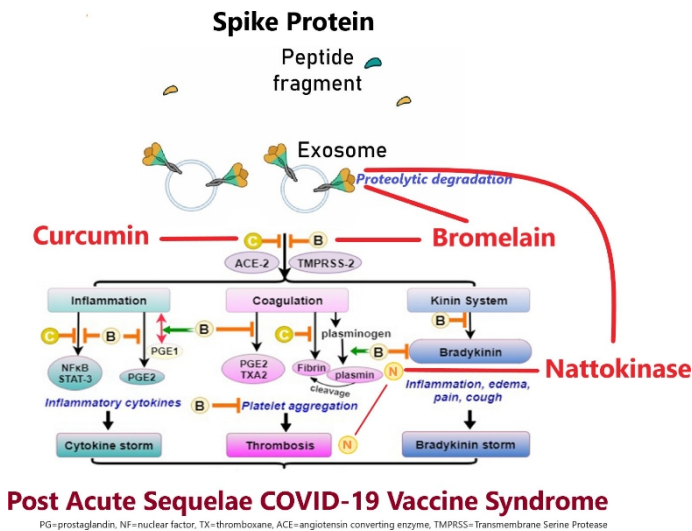 Spike Protein
Peptide
fragment
Exosome
Proteolytic degradation
Curcumin
C
B
Bromelain
ACE-2
TMPRSS-2
Inflammation
Coagulation
Kinin System
C
B
PGE1
B
C
plasminogen
B
B
NFκB
STAT-3
PGE2
PGE2
TXA2
Fibrin
plasmin
cleavage
Bradykinin
N
Nattokinase
Inflammatory cytokines
B
Platelet aggregation
Inflammation, edema,
pain, cough
Cytokine storm
Thrombosis
N
Bradykinin storm
Post Acute Sequelae COVID-19 Vaccine Syndrome
PG=prostaglandin, NF=nuclear factor, TX=thromboxane, ACE=angiotensin converting enzyme, TMPRSS=Transmembrane Serine Protease